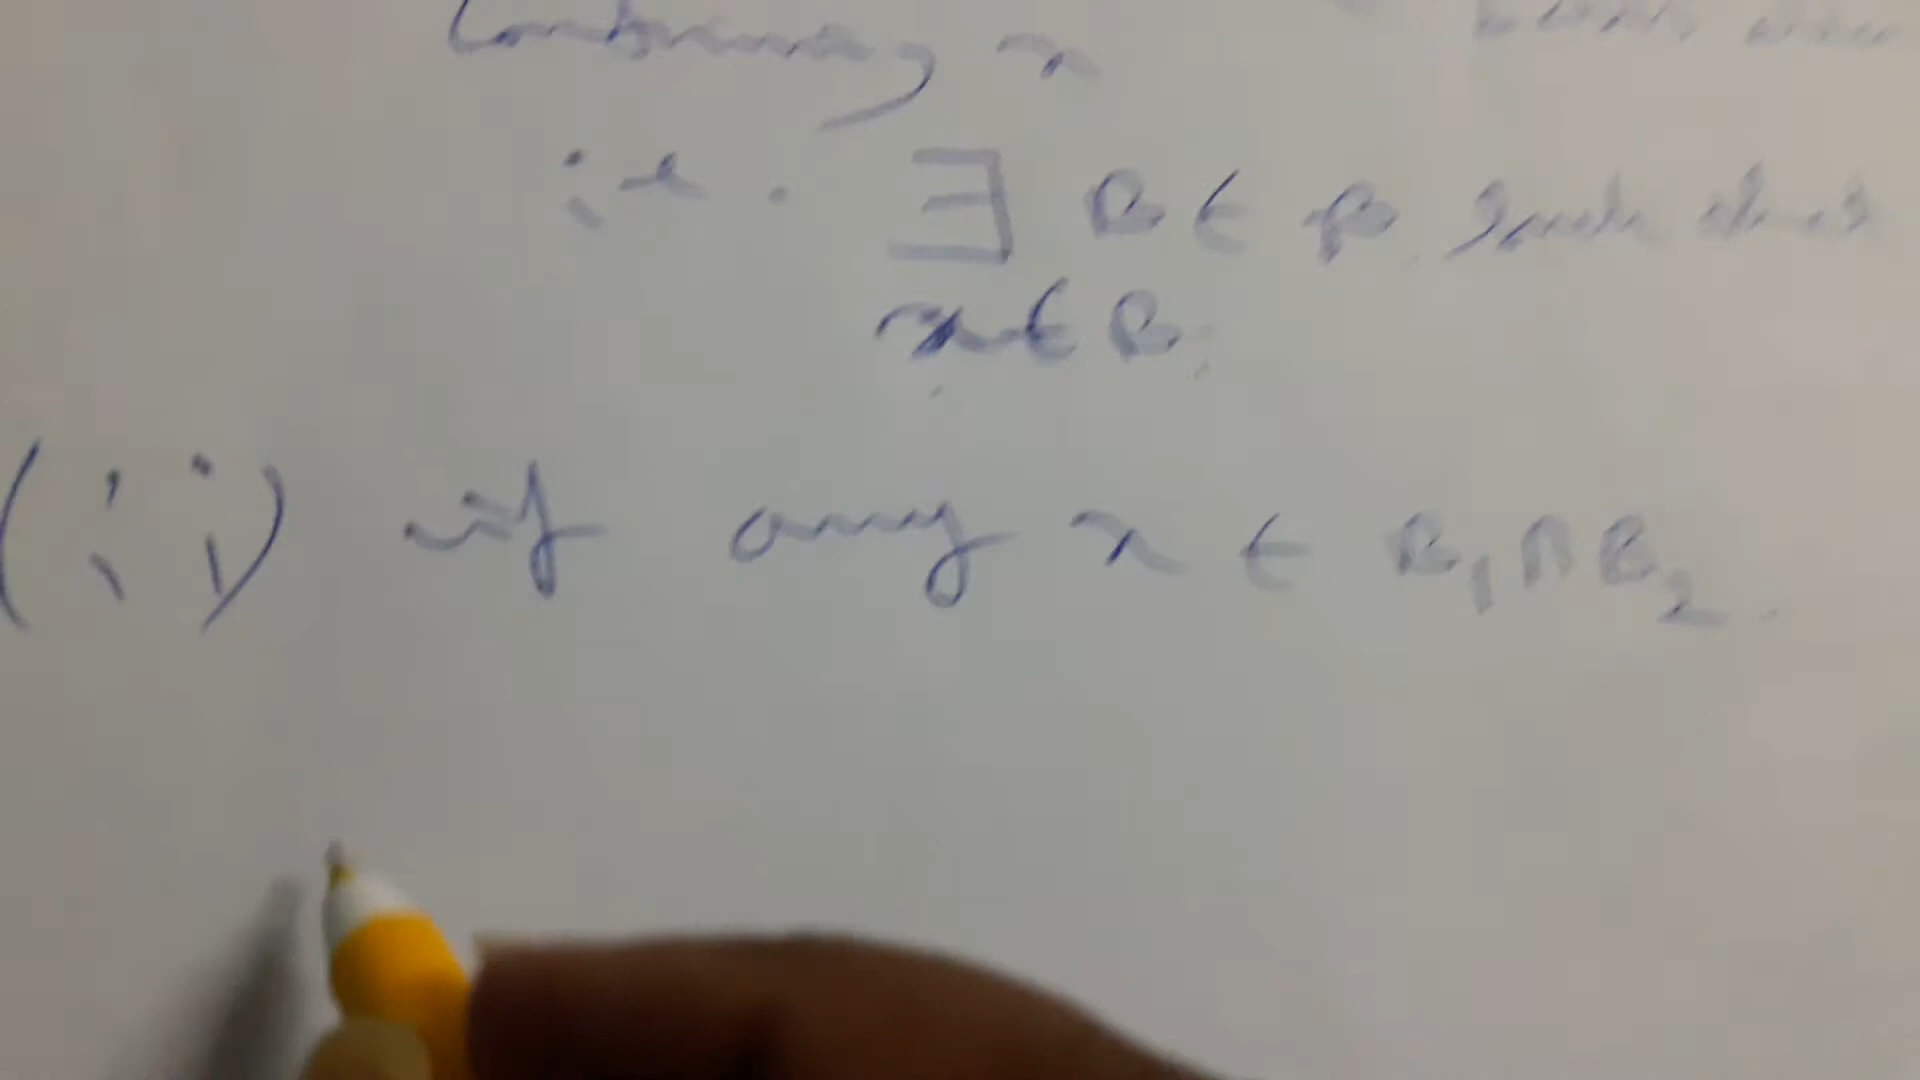 Containing x
i.e. ∃ B ∈ β such that
x ∈ B,
(ii) if any x ∈ B₁∩B₂